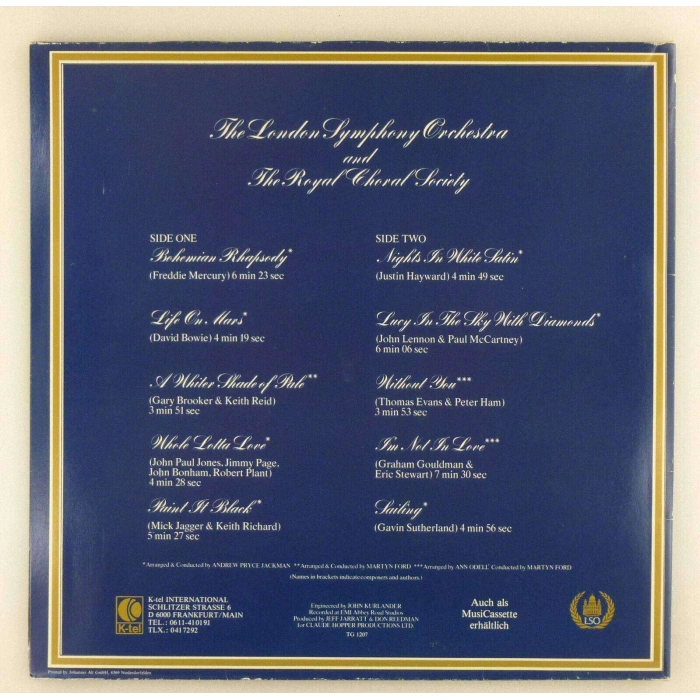 The London Symphony Orchestra
and
The Royal Choral Society
SIDE ONE
Bohemian Rhapsody*
(Freddie Mercury) 6 min 23 sec
Life On Mars*
(David Bowie) 4 min 19 sec
A Whiter Shade of Pale**
(Gary Brooker & Keith Reid)
3 min 51 sec
Whole Lotta Love*
(John Paul Jones, Jimmy Page,
John Bonham, Robert Plant)
4 min 28 sec
Paint It Black*
(Mick Jagger & Keith Richard)
5 min 27 sec
SIDE TWO
Nights In White Satin*
(Justin Hayward) 4 min 49 sec
Lucy In The Sky With Diamonds*
(John Lennon & Paul McCartney)
6 min 06 sec
Without You***
(Thomas Evans & Peter Ham)
3 min 53 sec
I'm Not In Love***
(Graham Gouldman &
Eric Stewart) 7 min 30 sec
Sailing*
(Gavin Sutherland) 4 min 56 sec
*Arranged & Conducted by ANDREW PRYCE JACKMAN **Arranged & Conducted by MARTYN FORD ***Arranged by ANN ODELL Conducted by MARTYN FORD
(Names in brackets indicate composers and authors.)
K-tel
K-tel INTERNATIONAL
SCHLITZER STRASSE 6
D 6000 FRANKFURT/MAIN
TEL.: 0611-410191
TLX.: 0417292
Engineered by JOHN KURLANDER
Recorded at EMI Abbey Road Studios
Produced by JEFF JARRATT & DON REEDMAN
for CLAUDE HOPPER PRODUCTIONS LTD.
TG 1207
Auch als
MusiCassette
erhältlich
LSO
Printed by